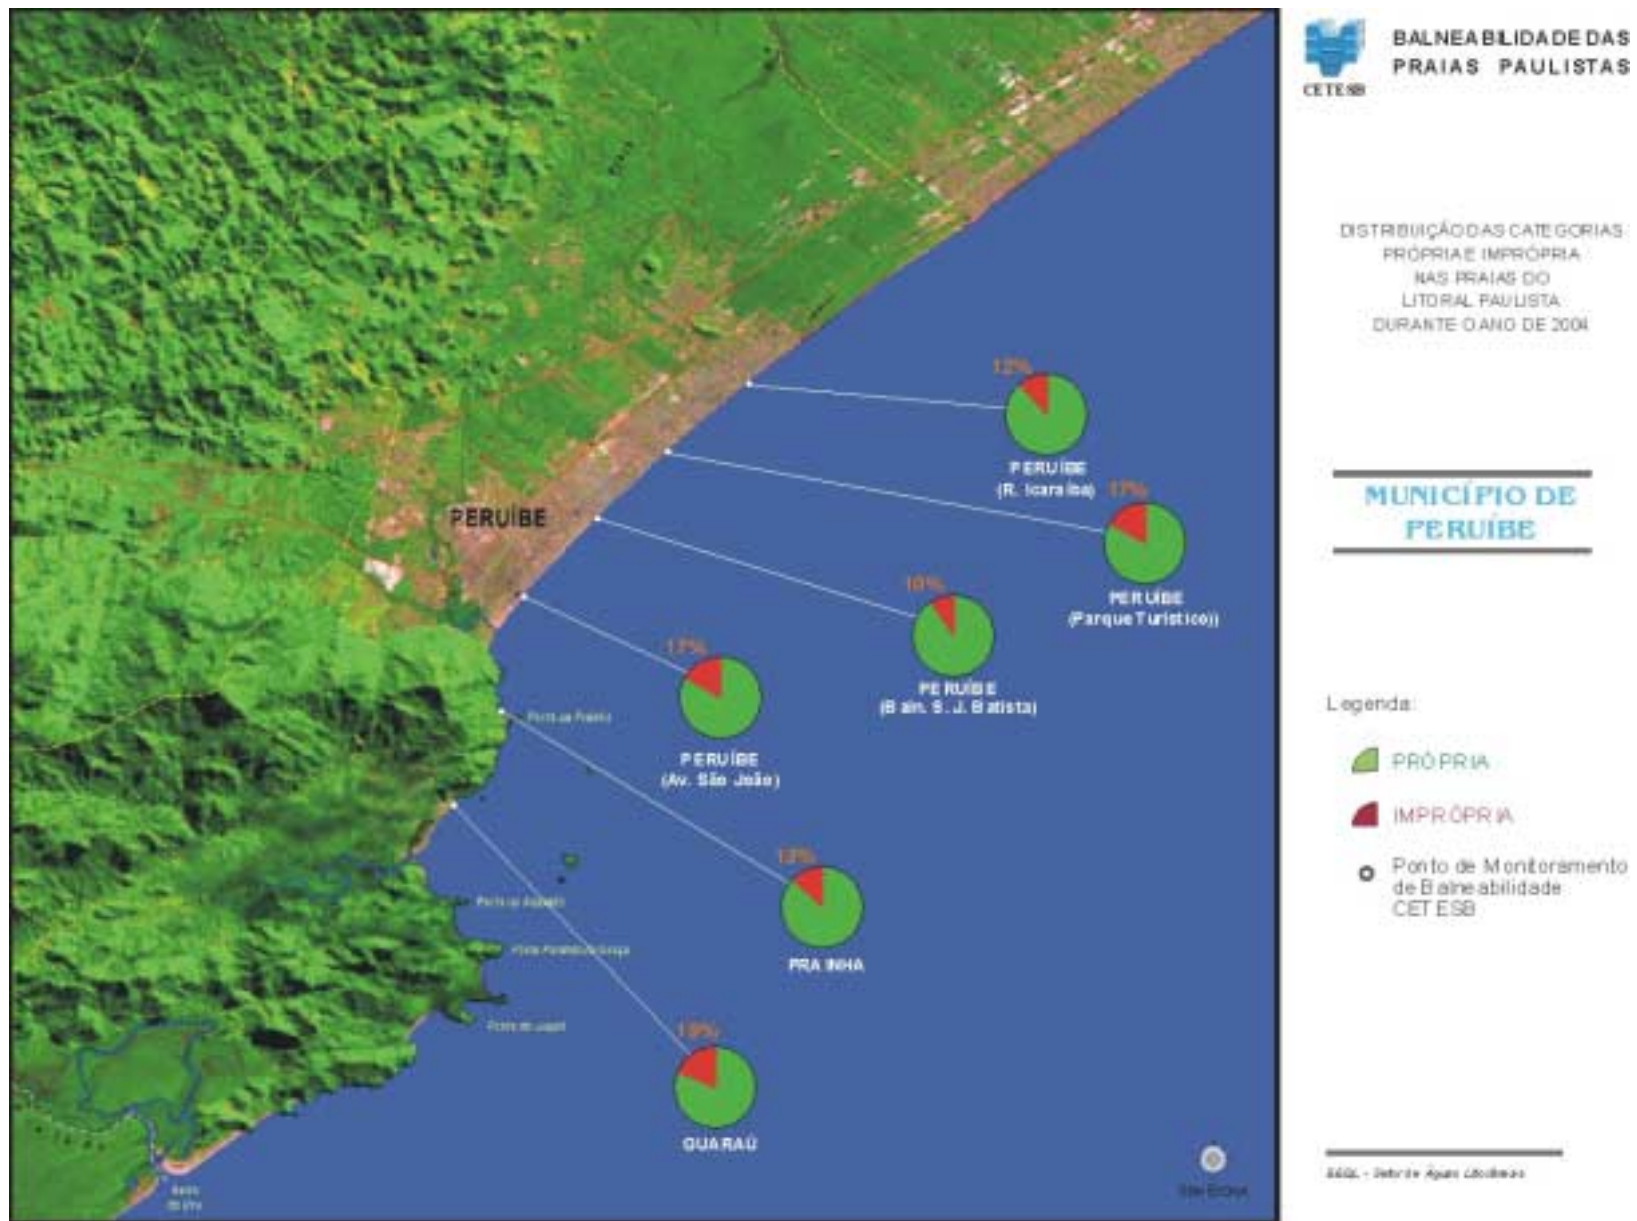 BALNEABILIDADE DAS
PRAIAS PAULISTAS
CETESB
DISTRIBUIÇÃO DAS CATEGORIAS
PRÓPRIA E IMPRÓPRIA
NAS PRAIAS DO
LITORAL PAULISTA
DURANTE O ANO DE 2004
MUNICÍPIO DE
PERUÍBE
Legenda:
PRÓPRIA
IMPRÓPRIA
Ponto de Monitoramento
de Balneabilidade
CETESB
PERUÍBE
12%
PERUÍBE
(R. Icaraíba)
17%
PERUÍBE
(Parque Turístico))
10%
PERUÍBE
(Baln. S. J. Batista)
17%
PERUÍBE
(Av. São João)
PRAINHA
19%
GUARAÚ